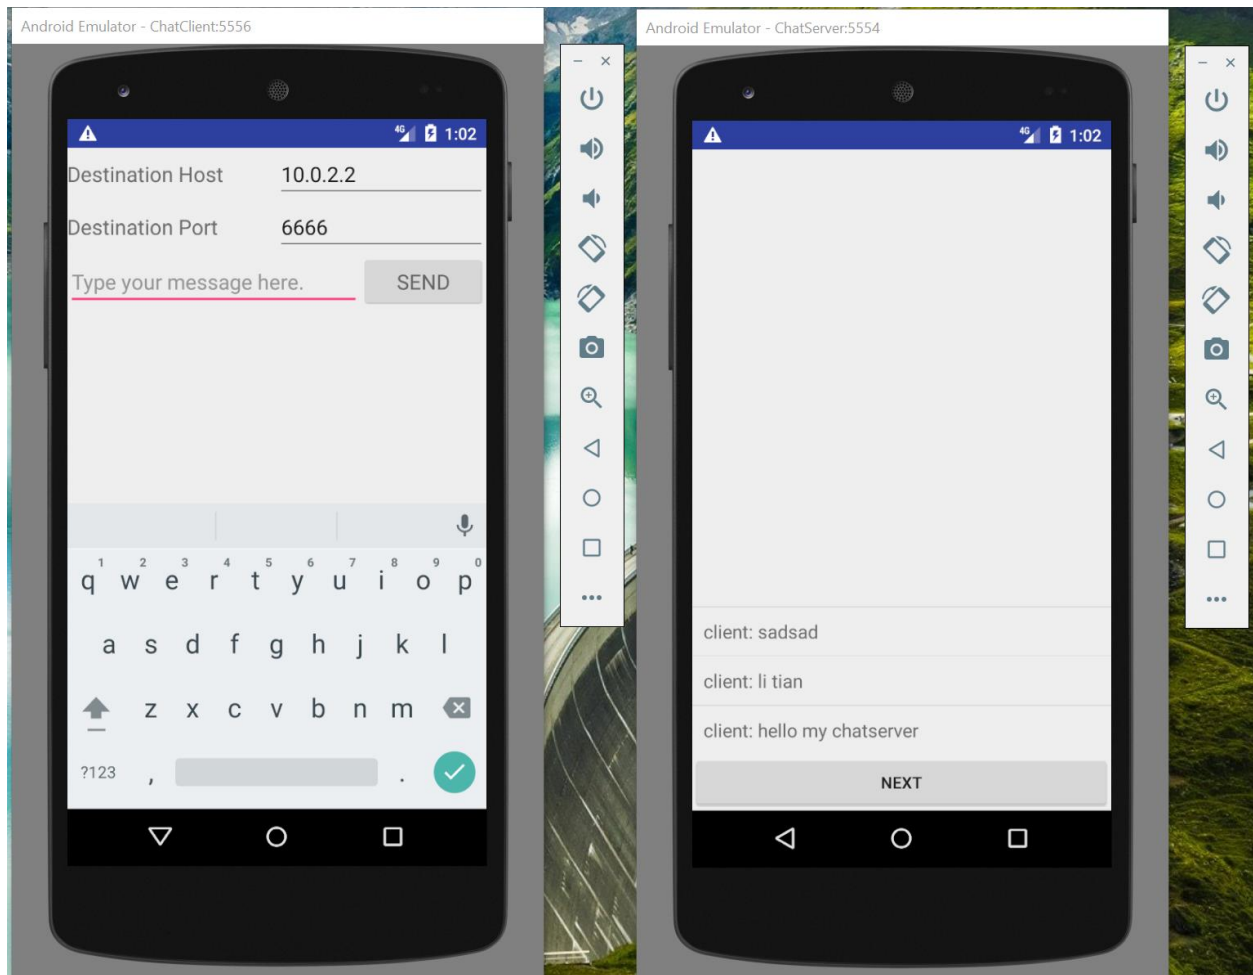 Android Emulator - ChatClient:5556
4G 1:02
Destination Host 10.0.2.2
Destination Port 6666
Type your message here. SEND
1 2 3 4 5 6 7 8 9 0
q w e r t y u i o p
a s d f g h j k l
z x c v b n m
?123 , .
Android Emulator - ChatServer:5554
4G 1:02
client: sadsad
client: li tian
client: hello my chatserver
NEXT